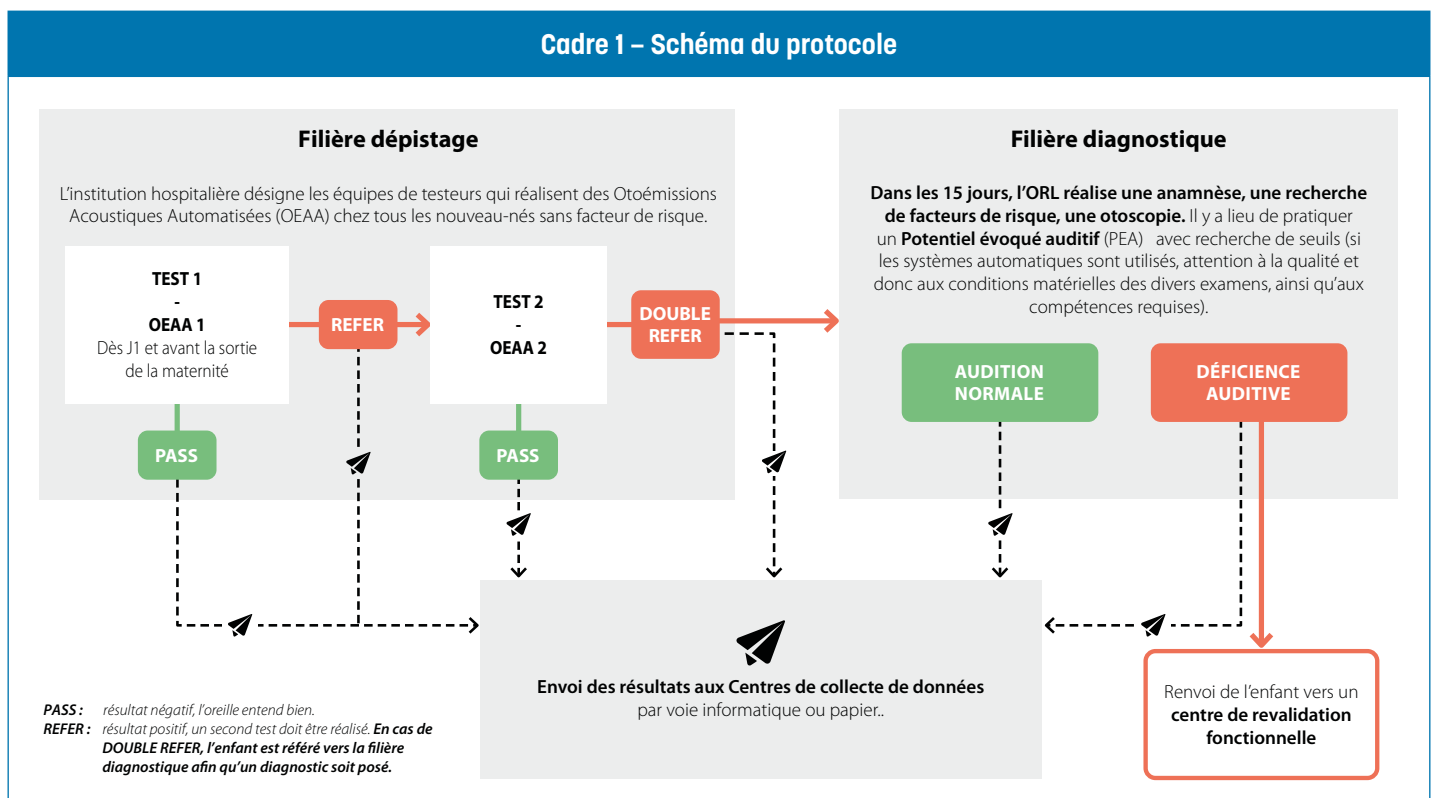 Cadre 1 – Schéma du protocole
Filière dépistage
L'institution hospitalière désigne les équipes de testeurs qui réalisent des Otoémissions
Acoustiques Automatisées (OEAA) chez tous les nouveau-nés sans facteur de risque.
TEST 1
-
OEAA 1
Dès J1 et avant la sortie
de la maternité
REFER
TEST 2
-
OEAA 2
DOUBLE
REFER
PASS
PASS
Filière diagnostique
Dans les 15 jours, l'ORL réalise une anamnèse, une recherche
de facteurs de risque, une otoscopie. Il y a lieu de pratiquer
un Potentiel évoqué auditif (PEA) avec recherche de seuils (si
les systèmes automatiques sont utilisés, attention à la qualité et
donc aux conditions matérielles des divers examens, ainsi qu'aux
compétences requises).
AUDITION
NORMALE
DÉFICIENCE
AUDITIVE
Envoi des résultats aux Centres de collecte de données
par voie informatique ou papier..
Renvoi de l'enfant vers un
centre de revalidation
fonctionnelle
PASS : résultat négatif, l'oreille entend bien.
REFER : résultat positif, un second test doit être réalisé. En cas de
DOUBLE REFER, l'enfant est référé vers la filière
diagnostique afin qu'un diagnostic soit posé.